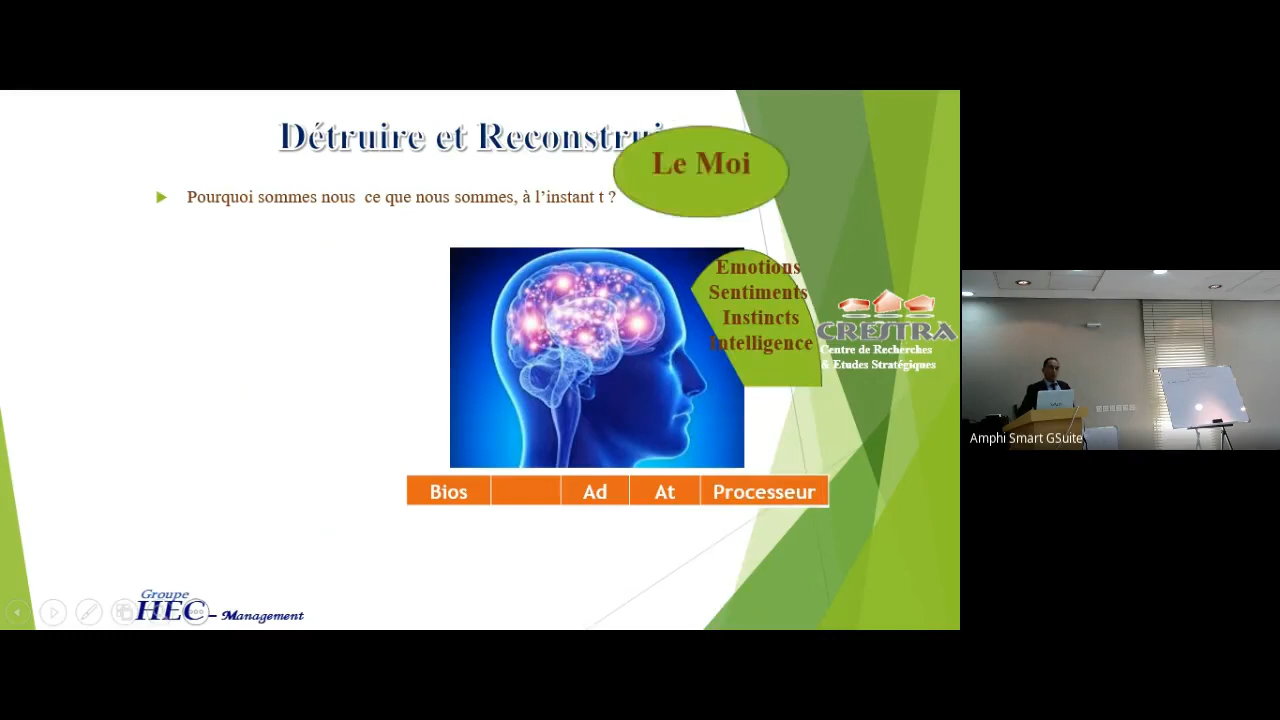 Détruire et Reconstrui
Le Moi
Pourquoi sommes nous ce que nous sommes, à l’instant t ?
Emotions
Sentiments
Instincts
Intelligence
CRESTRA
Centre de Recherches
& Etudes Stratégiques
Bios Ad At Processeur
Groupe
HEC - Management
Amphi Smart GSuite